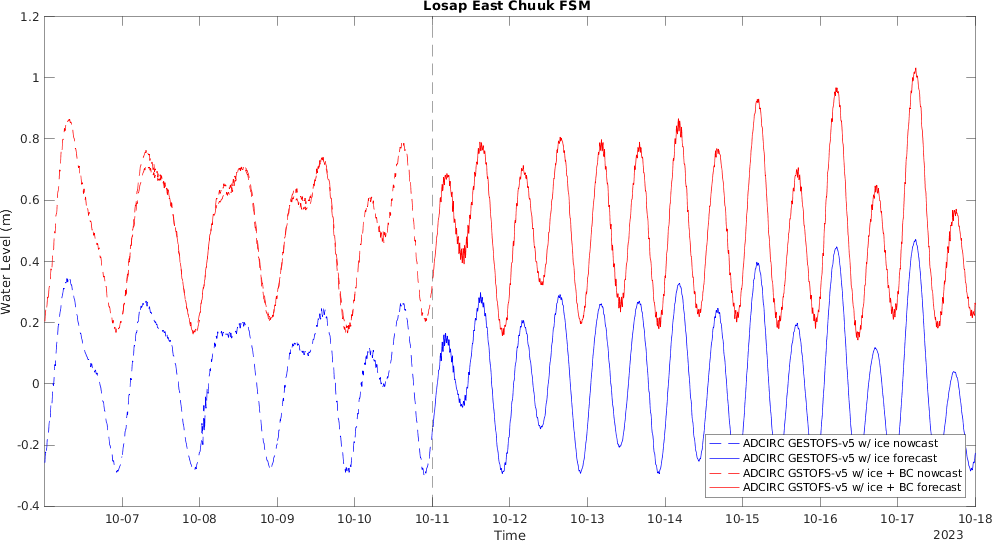 Losap East Chuuk FSM
1.2
1
0.8
0.6
0.4
0.2
0
-0.2
-0.4
Water Level (m)
ADCIRC GESTOFS-v5 w/ ice nowcast
ADCIRC GESTOFS-v5 w/ ice forecast
ADCIRC GSTOFS-v5 w/ ice + BC nowcast
ADCIRC GSTOFS-v5 w/ ice + BC forecast
10-07 10-08 10-09 10-10 10-11 10-12 10-13 10-14 10-15 10-16 10-17 10-18
Time
2023